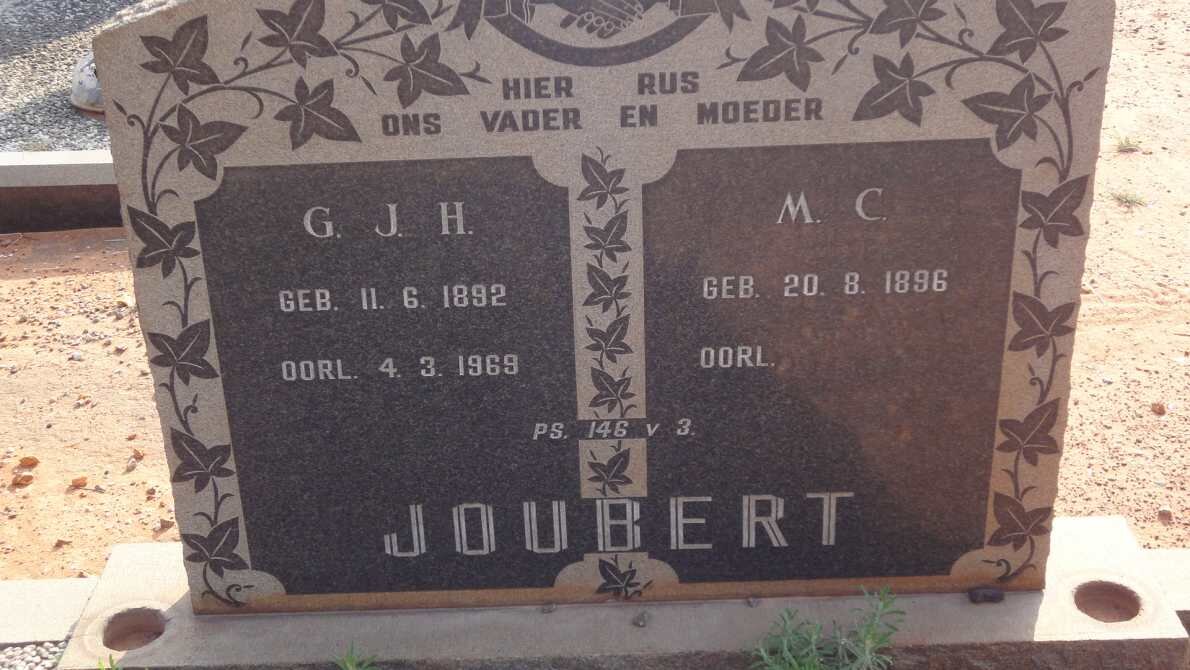 HIER RUS
ONS VADER EN MOEDER
G. J. H.
GEB. 11. 6. 1892
OORL. 4. 3. 1969
M. C.
GEB. 20. 8. 1896
OORL.
PS. 146 v 3.
JOUBERT